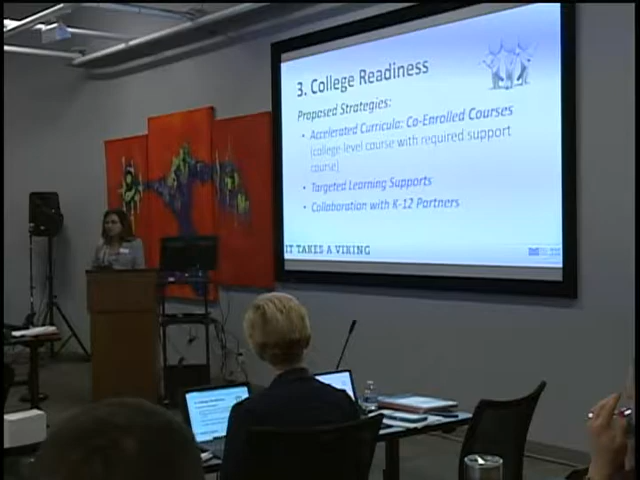 3. College Readiness
Proposed Strategies:
• Accelerated Curricula: Co-Enrolled Courses
(college-level course with required support
course)
• Targeted Learning Supports
• Collaboration with K-12 Partners
IT TAKES A VIKING